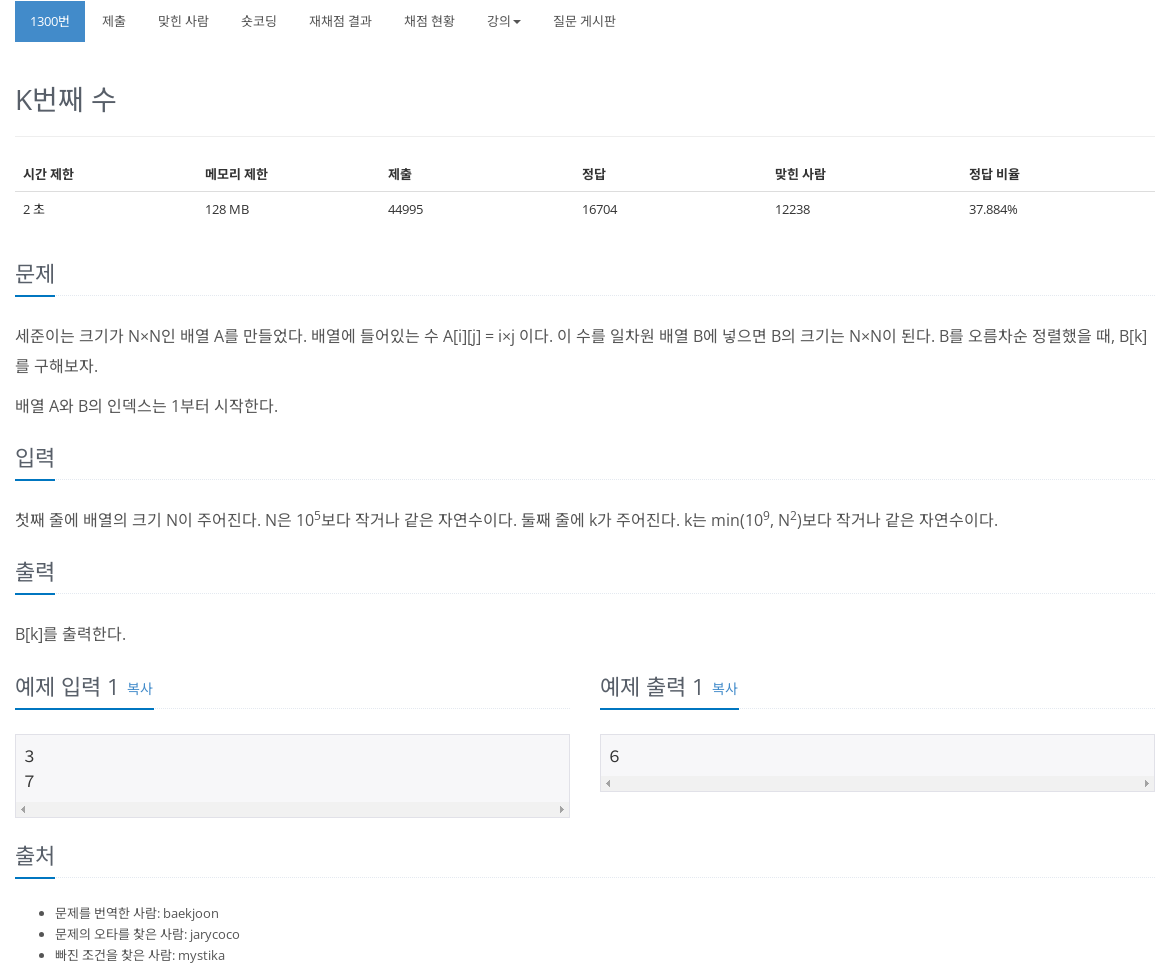 1300번 제출 맞힌 사람 숏코딩 재채점 결과 채점 현황 강의 질문 게시판
K번째 수
시간 제한 메모리 제한 제출 정답 맞힌 사람 정답 비율
2 초 128 MB 44995 16704 12238 37.884%
문제
세준이는 크기가 N×N인 배열 A를 만들었다. 배열에 들어있는 수 A[i][j] = i×j 이다. 이 수를 일차원 배열 B에 넣으면 B의 크기는 N×N이 된다. B를 오름차순 정렬했을 때, B[k]
를 구해보자.
배열 A와 B의 인덱스는 1부터 시작한다.
입력
첫째 줄에 배열의 크기 N이 주어진다. N은 10⁵보다 작거나 같은 자연수이다. 둘째 줄에 k가 주어진다. k는 min(10⁹, N²)보다 작거나 같은 자연수이다.
출력
B[k]를 출력한다.
예제 입력 1 복사
3
7
예제 출력 1 복사
6
출처
문제를 번역한 사람: baekjoon
문제의 오타를 찾은 사람: jarycoco
빠진 조건을 찾은 사람: mystika